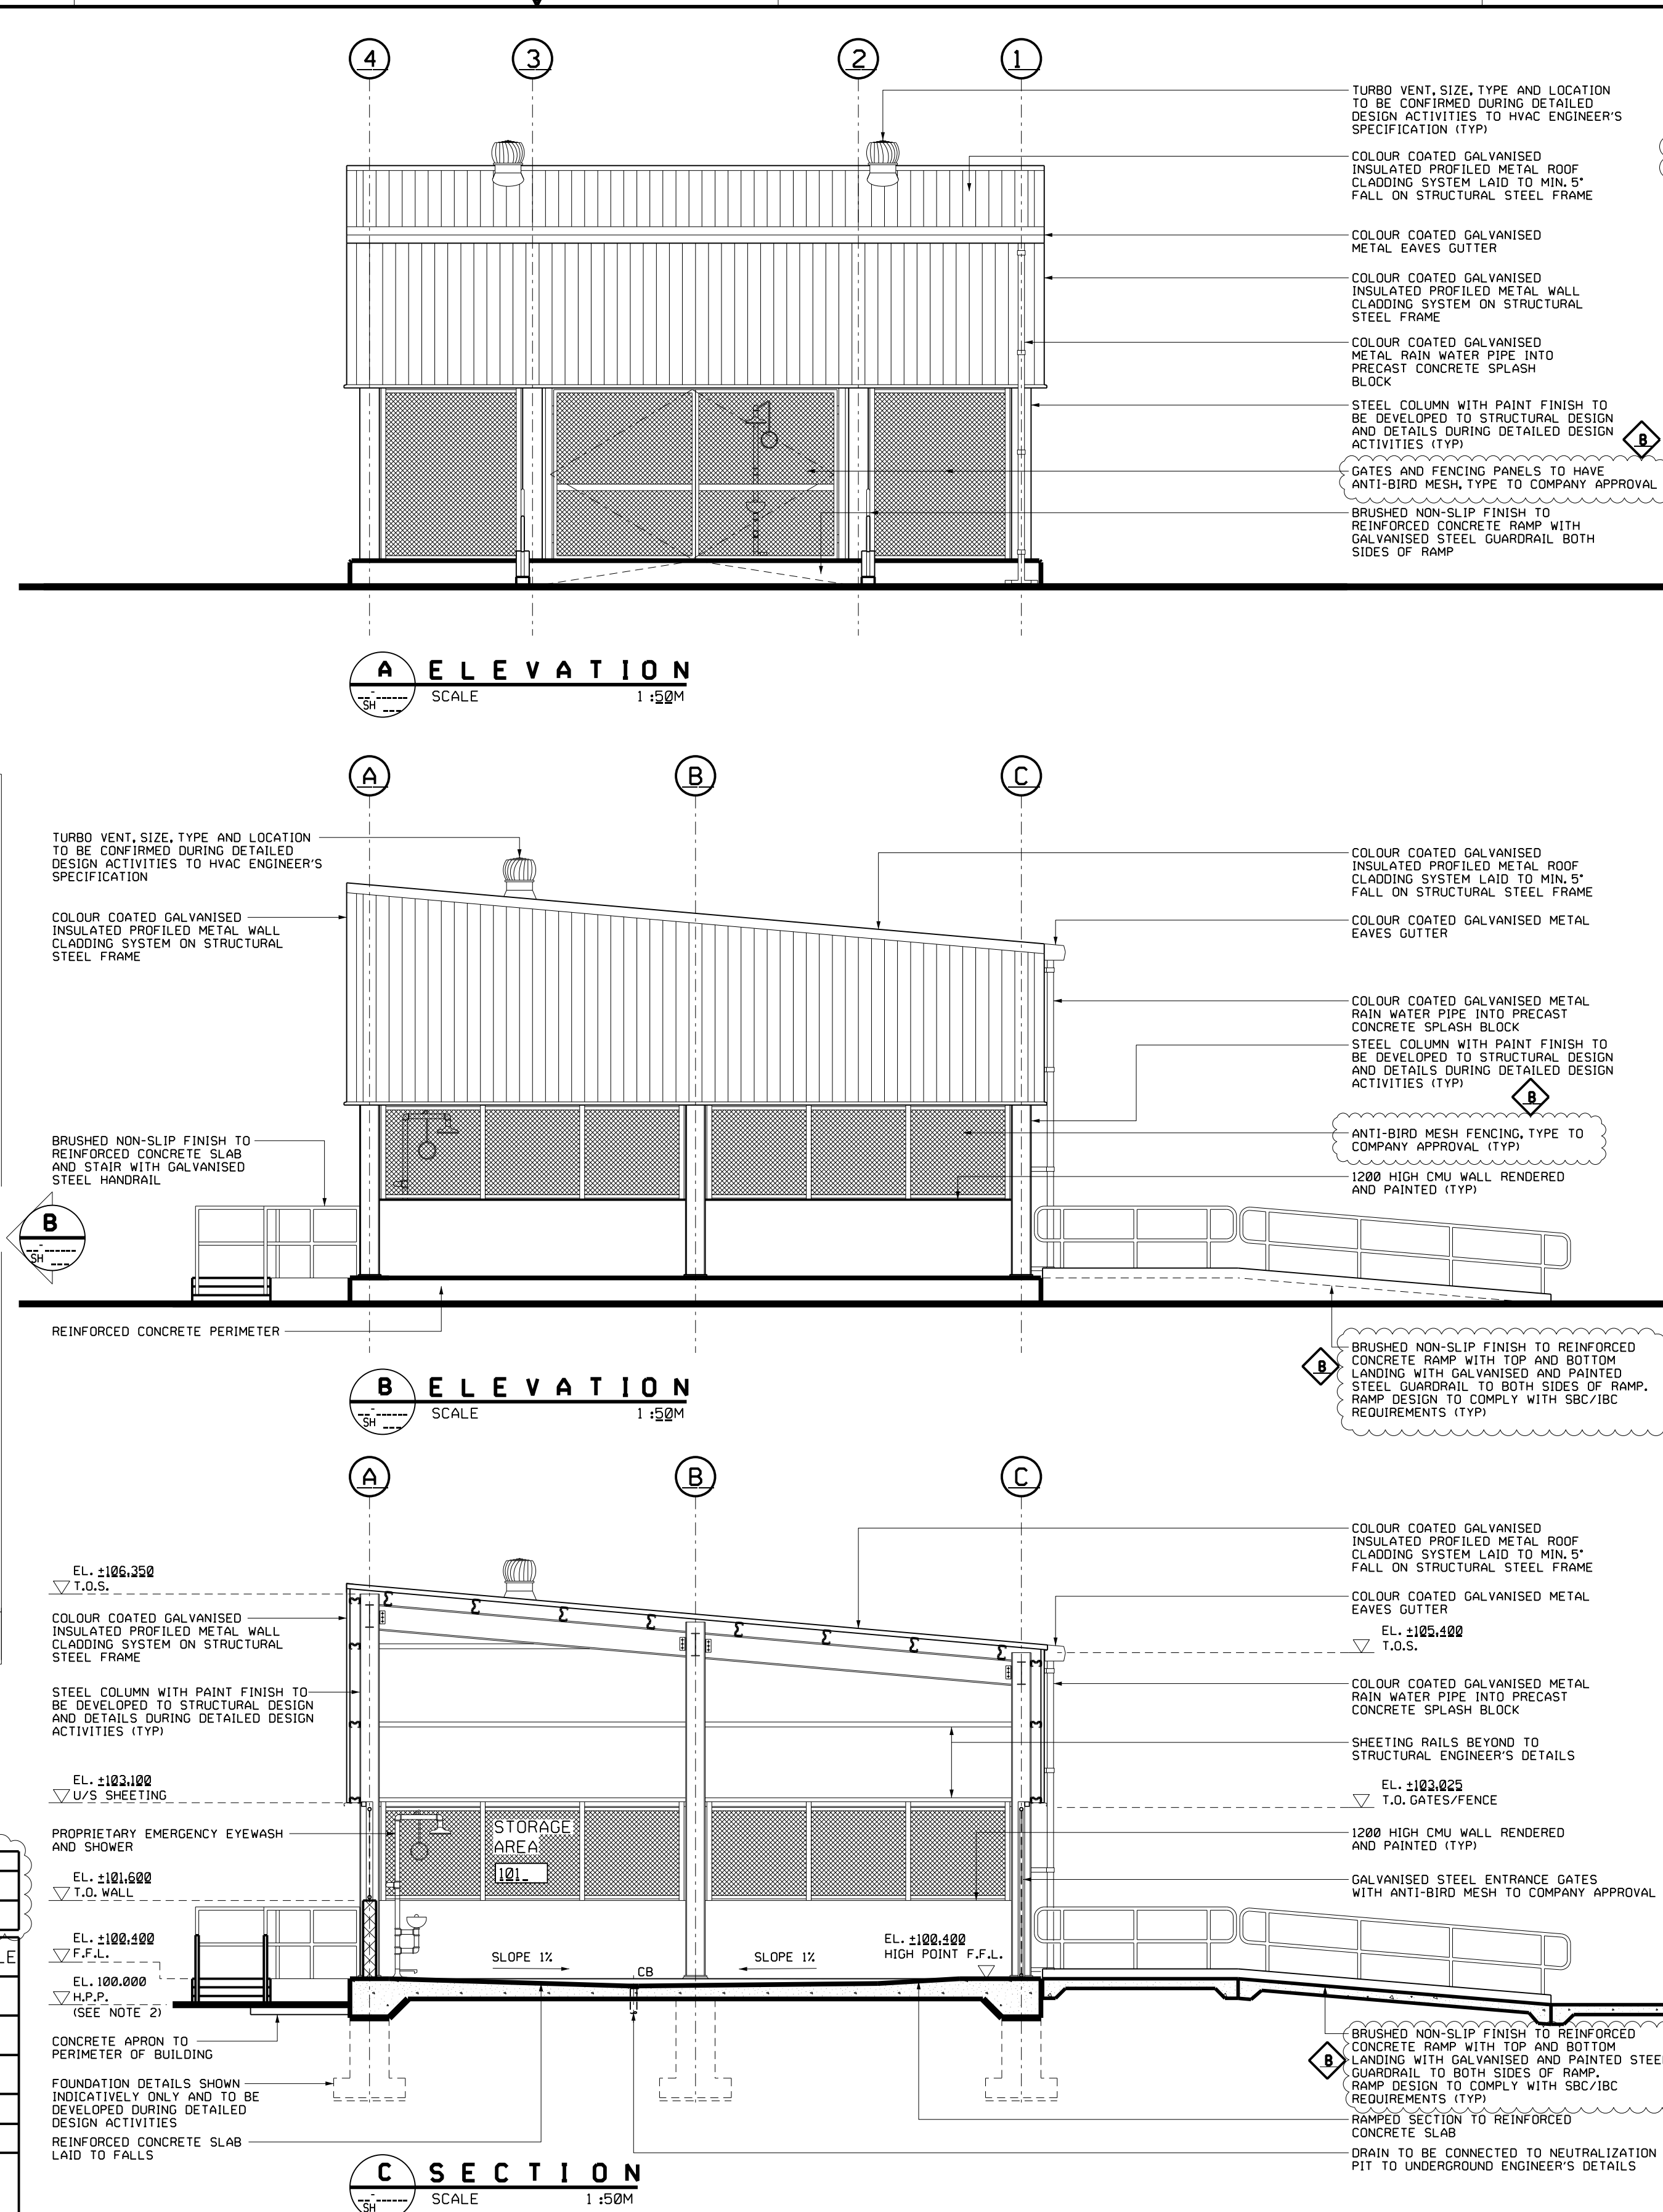 4
3
2
1
TURBO VENT, SIZE, TYPE AND LOCATION
TO BE CONFIRMED DURING DETAILED
DESIGN ACTIVITIES TO HVAC ENGINEER'S
SPECIFICATION (TYP)
COLOUR COATED GALVANISED
INSULATED PROFILED METAL ROOF
CLADDING SYSTEM LAID TO MIN. 5°
FALL ON STRUCTURAL STEEL FRAME
COLOUR COATED GALVANISED
METAL EAVES GUTTER
COLOUR COATED GALVANISED
INSULATED PROFILED METAL WALL
CLADDING SYSTEM ON STRUCTURAL
STEEL FRAME
COLOUR COATED GALVANISED
METAL RAIN WATER PIPE INTO
PRECAST CONCRETE SPLASH
BLOCK
STEEL COLUMN WITH PAINT FINISH TO
BE DEVELOPED TO STRUCTURAL DESIGN
AND DETAILS DURING DETAILED DESIGN
ACTIVITIES (TYP)
B
GATES AND FENCING PANELS TO HAVE
ANTI-BIRD MESH, TYPE TO COMPANY APPROVAL
BRUSHED NON-SLIP FINISH TO
REINFORCED CONCRETE RAMP WITH
GALVANISED STEEL GUARDRAIL BOTH
SIDES OF RAMP
A ELEVATION
SH SCALE 1 :50M
A
B
C
TURBO VENT, SIZE, TYPE AND LOCATION
TO BE CONFIRMED DURING DETAILED
DESIGN ACTIVITIES TO HVAC ENGINEER'S
SPECIFICATION
COLOUR COATED GALVANISED
INSULATED PROFILED METAL WALL
CLADDING SYSTEM ON STRUCTURAL
STEEL FRAME
BRUSHED NON-SLIP FINISH TO
REINFORCED CONCRETE SLAB
AND STAIR WITH GALVANISED
STEEL HANDRAIL
B
SH
REINFORCED CONCRETE PERIMETER
COLOUR COATED GALVANISED
INSULATED PROFILED METAL ROOF
CLADDING SYSTEM LAID TO MIN. 5°
FALL ON STRUCTURAL STEEL FRAME
COLOUR COATED GALVANISED METAL
EAVES GUTTER
COLOUR COATED GALVANISED METAL
RAIN WATER PIPE INTO PRECAST
CONCRETE SPLASH BLOCK
STEEL COLUMN WITH PAINT FINISH TO
BE DEVELOPED TO STRUCTURAL DESIGN
AND DETAILS DURING DETAILED DESIGN
ACTIVITIES (TYP)
B
ANTI-BIRD MESH FENCING, TYPE TO
COMPANY APPROVAL (TYP)
1200 HIGH CMU WALL RENDERED
AND PAINTED (TYP)
B
BRUSHED NON-SLIP FINISH TO REINFORCED
CONCRETE RAMP WITH TOP AND BOTTOM
LANDING WITH GALVANISED AND PAINTED
STEEL GUARDRAIL TO BOTH SIDES OF RAMP.
RAMP DESIGN TO COMPLY WITH SBC/IBC
REQUIREMENTS (TYP)
B ELEVATION
SH SCALE 1 :50M
A
B
C
EL. ±106.350
T.O.S.
COLOUR COATED GALVANISED
INSULATED PROFILED METAL WALL
CLADDING SYSTEM ON STRUCTURAL
STEEL FRAME
STEEL COLUMN WITH PAINT FINISH TO
BE DEVELOPED TO STRUCTURAL DESIGN
AND DETAILS DURING DETAILED DESIGN
ACTIVITIES (TYP)
EL. ±103.100
U/S SHEETING
PROPRIETARY EMERGENCY EYEWASH
AND SHOWER
EL. ±101.600
T.O. WALL
EL. ±100.400
F.F.L.
EL. 100.000
H.P.P.
(SEE NOTE 2)
CONCRETE APRON TO
PERIMETER OF BUILDING
FOUNDATION DETAILS SHOWN
INDICATIVELY ONLY AND TO BE
DEVELOPED DURING DETAILED
DESIGN ACTIVITIES
REINFORCED CONCRETE SLAB
LAID TO FALLS
LE
STORAGE
AREA
101_
SLOPE 1%
CB
SLOPE 1%
EL. ±100.400
HIGH POINT F.F.L.
COLOUR COATED GALVANISED
INSULATED PROFILED METAL ROOF
CLADDING SYSTEM LAID TO MIN. 5°
FALL ON STRUCTURAL STEEL FRAME
COLOUR COATED GALVANISED METAL
EAVES GUTTER
EL. ±105.400
T.O.S.
COLOUR COATED GALVANISED METAL
RAIN WATER PIPE INTO PRECAST
CONCRETE SPLASH BLOCK
SHEETING RAILS BEYOND TO
STRUCTURAL ENGINEER'S DETAILS
EL. ±103.025
T.O. GATES/FENCE
1200 HIGH CMU WALL RENDERED
AND PAINTED (TYP)
GALVANISED STEEL ENTRANCE GATES
WITH ANTI-BIRD MESH TO COMPANY APPROVAL
B
BRUSHED NON-SLIP FINISH TO REINFORCED
CONCRETE RAMP WITH TOP AND BOTTOM
LANDING WITH GALVANISED AND PAINTED STEE
GUARDRAIL TO BOTH SIDES OF RAMP.
RAMP DESIGN TO COMPLY WITH SBC/IBC
REQUIREMENTS (TYP)
RAMPED SECTION TO REINFORCED
CONCRETE SLAB
DRAIN TO BE CONNECTED TO NEUTRALIZATION
PIT TO UNDERGROUND ENGINEER'S DETAILS
C SECTION
SH SCALE 1 :50M